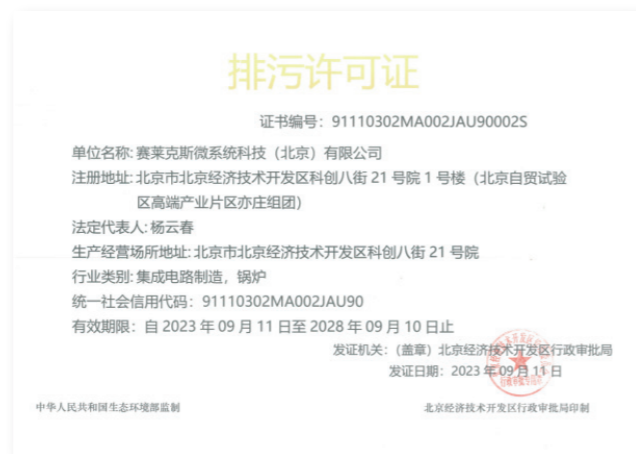 排污许可证
证书编号：91110302MA002JAU90002S
单位名称: 赛莱克斯微系统科技（北京）有限公司
注册地址: 北京市北京经济技术开发区科创八街 21 号院 1 号楼（北京自贸试验
区高端产业片区亦庄组团）
法定代表人: 杨云春
生产经营场所地址: 北京市北京经济技术开发区科创八街 21 号院
行业类别: 集成电路制造，锅炉
统一社会信用代码：91110302MA002JAU90
有效期限：自 2023 年 09 月 11 日至 2028 年 09 月 10 日止
发证机关：（盖章）北京经济技术开发区行政审批局
发证日期：2023 年 09 月 11 日
中华人民共和国生态环境部监制
北京经济技术开发区行政审批局印制